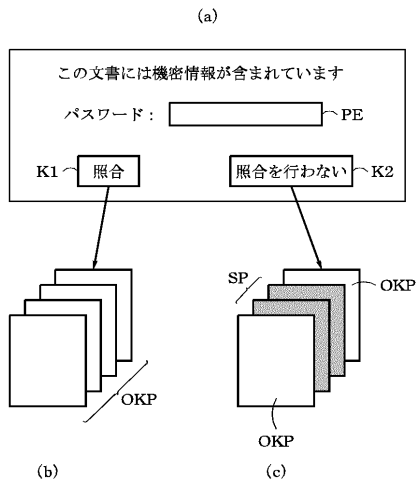 (a)
この文書には機密情報が含まれています
パスワード：
PE
K1
照合
照合を行わない
K2
SP
OKP
OKP
OKP
(b)
(c)